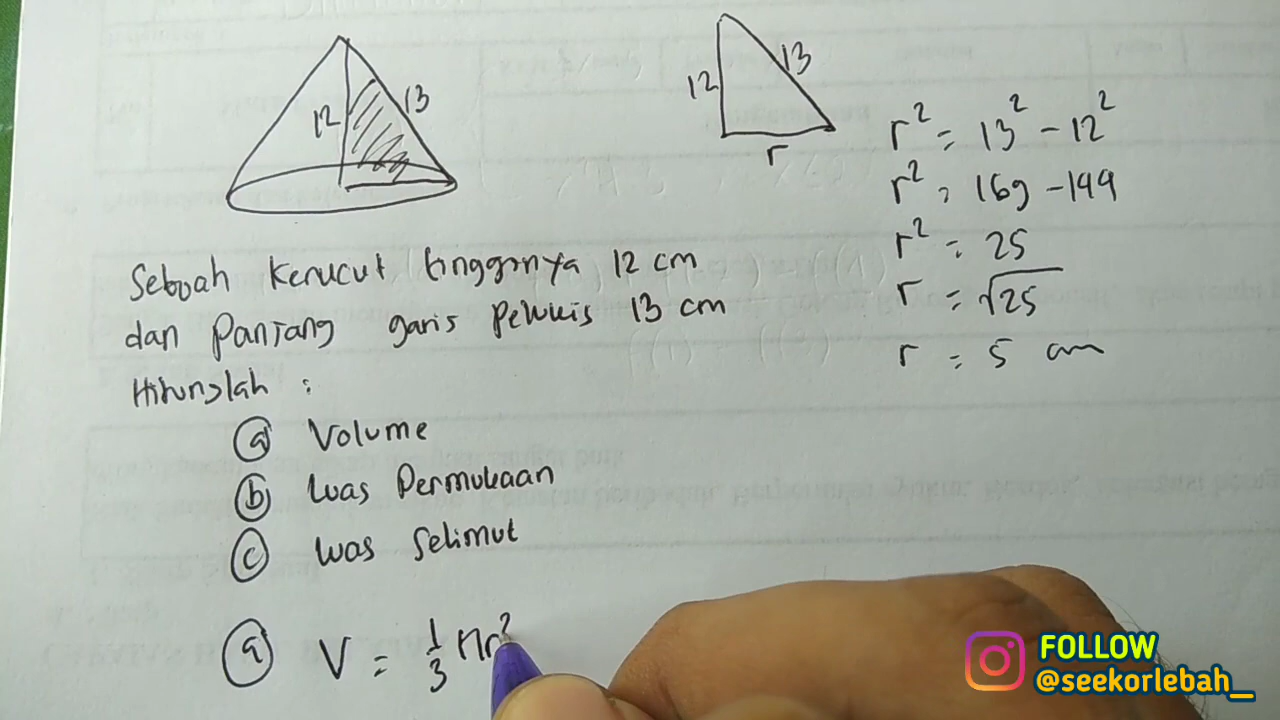 12
13
12
13
r
r² = 13² - 12²
r² = 169 - 144
r² = 25
r = √25
r = 5 cm
Sebuah kerucut tingginya 12 cm
dan Panjang garis Pelukis 13 cm
Hitunglah :
(a) Volume
(b) Luas Permukaan
(c) Luas Selimut
(a) V = 1/3 πr²
FOLLOW
@seekorlebah_